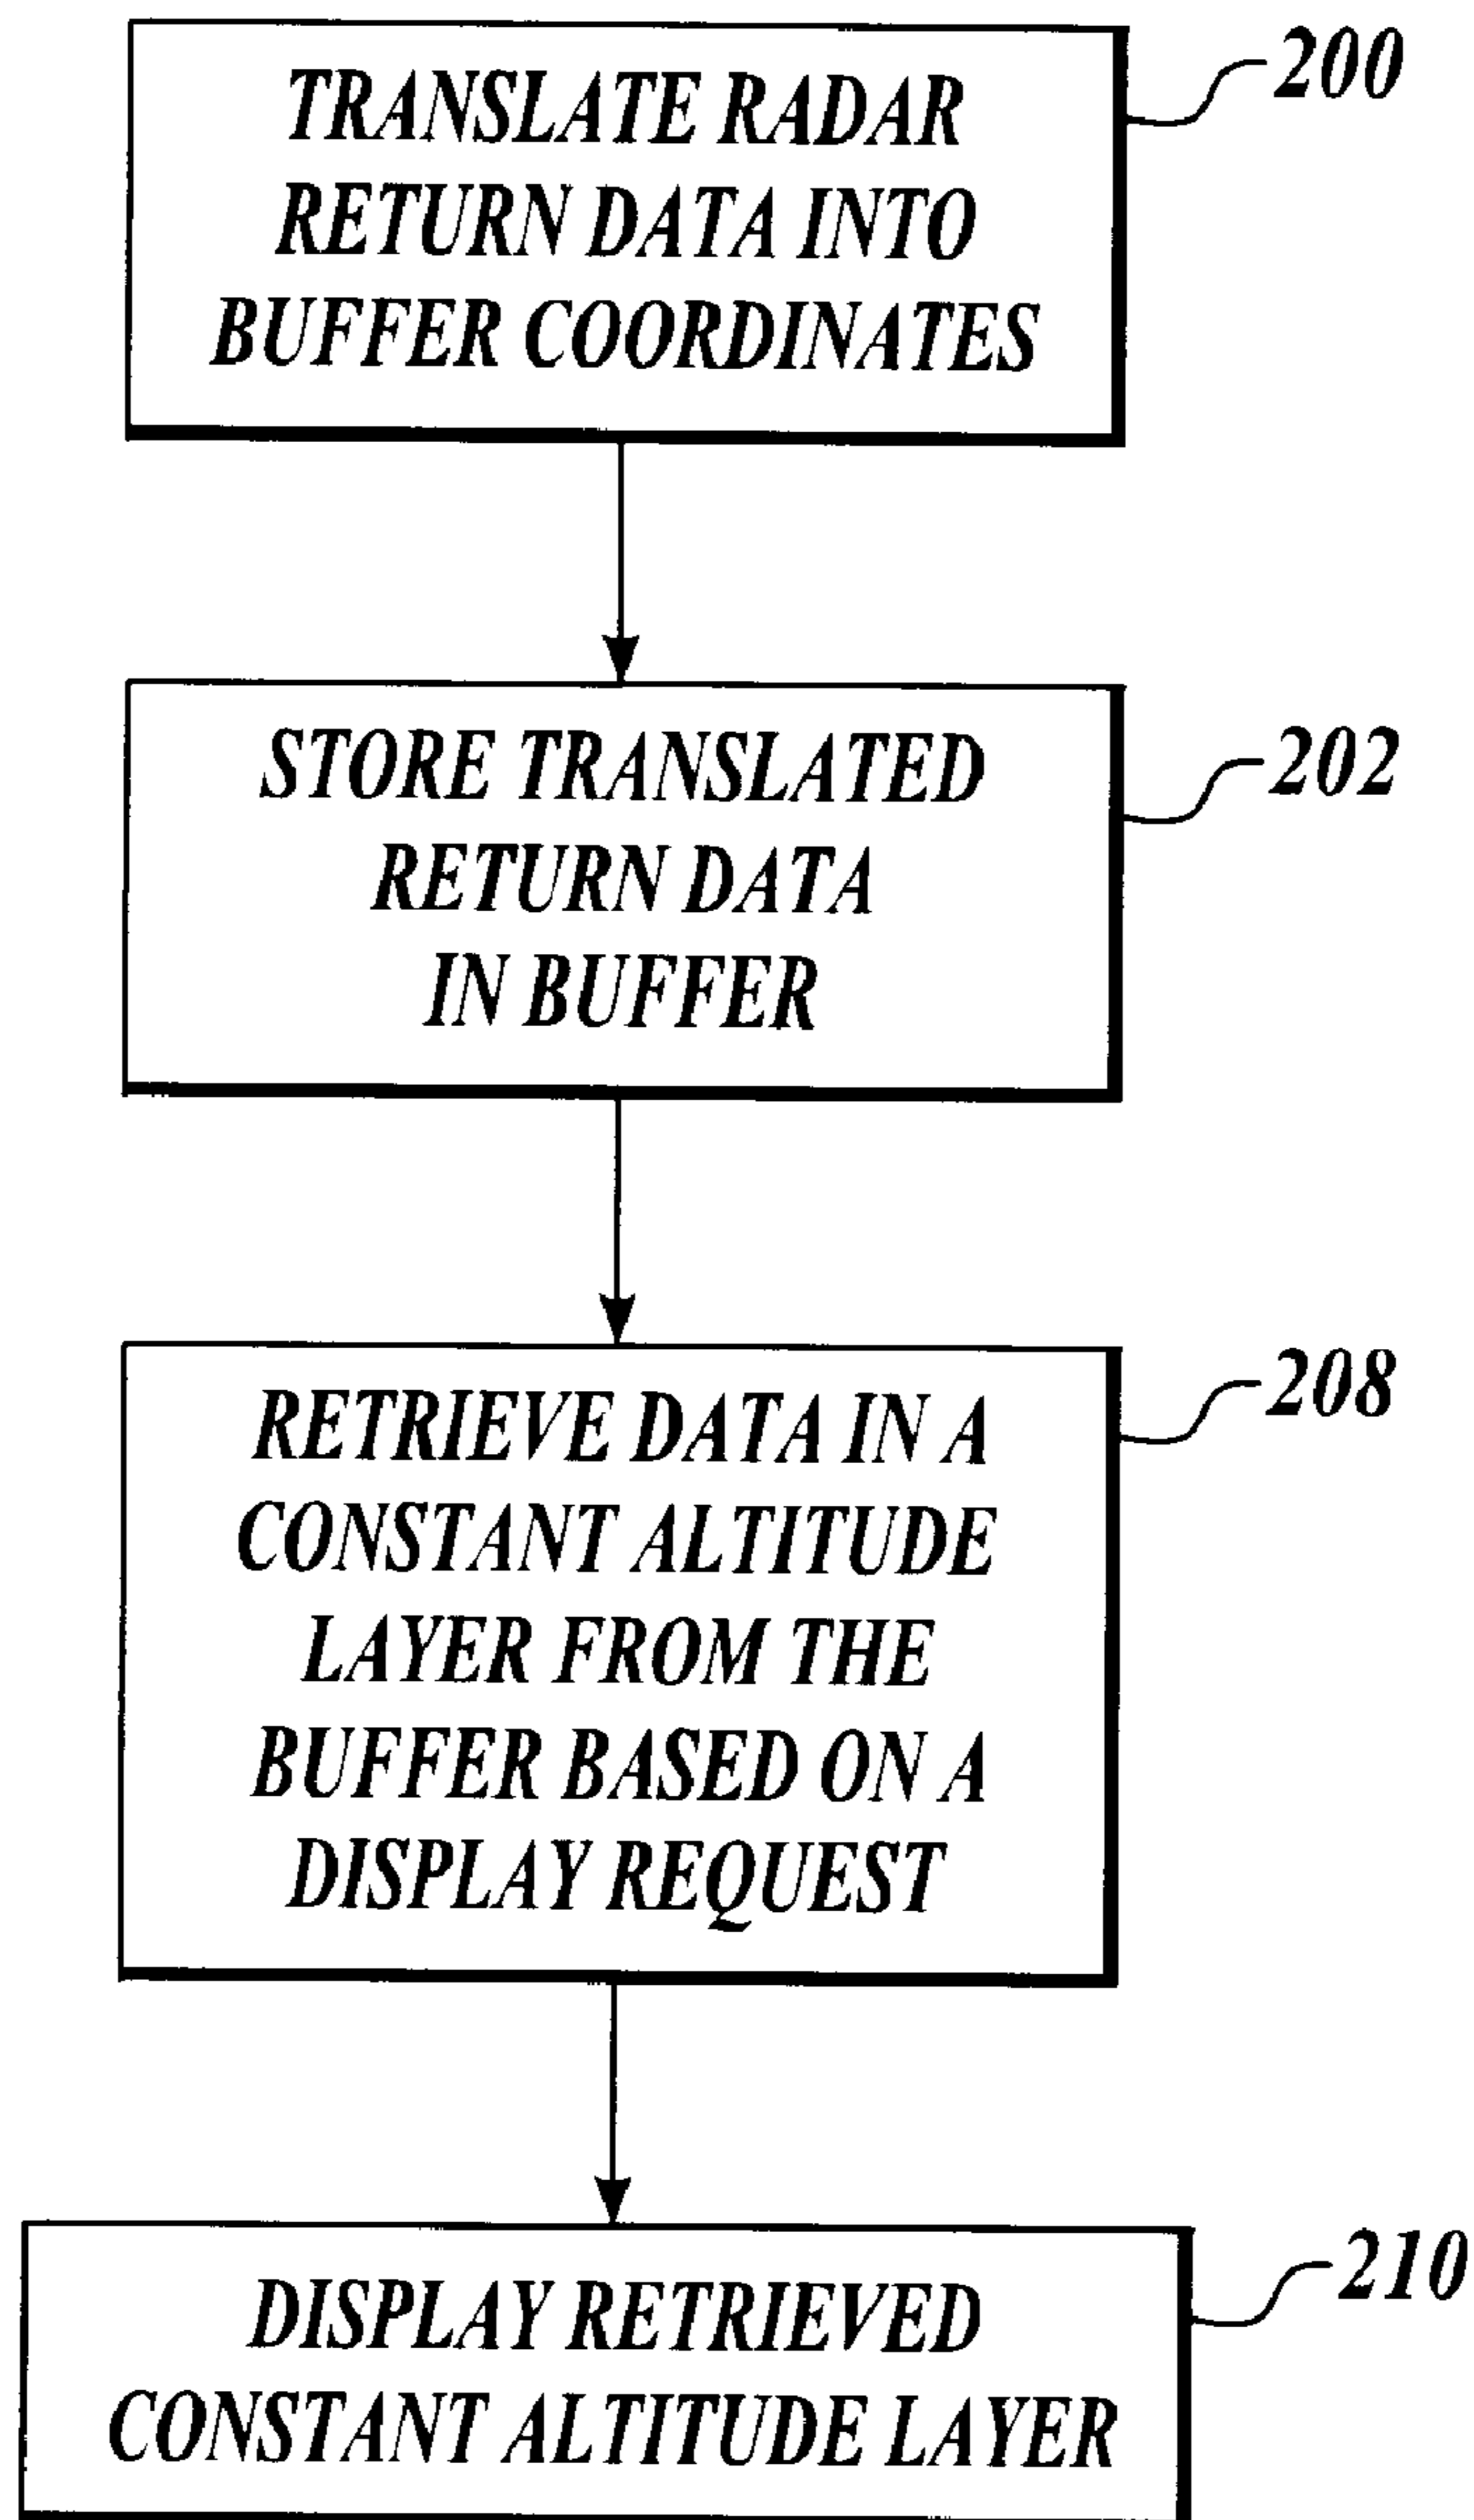 TRANSLATE RADAR
RETURN DATA INTO
BUFFER COORDINATES
200
STORE TRANSLATED
RETURN DATA
IN BUFFER
202
RETRIEVE DATA IN A
CONSTANT ALTITUDE
LAYER FROM THE
BUFFER BASED ON A
DISPLAY REQUEST
208
DISPLAY RETRIEVED
CONSTANT ALTITUDE LAYER
210